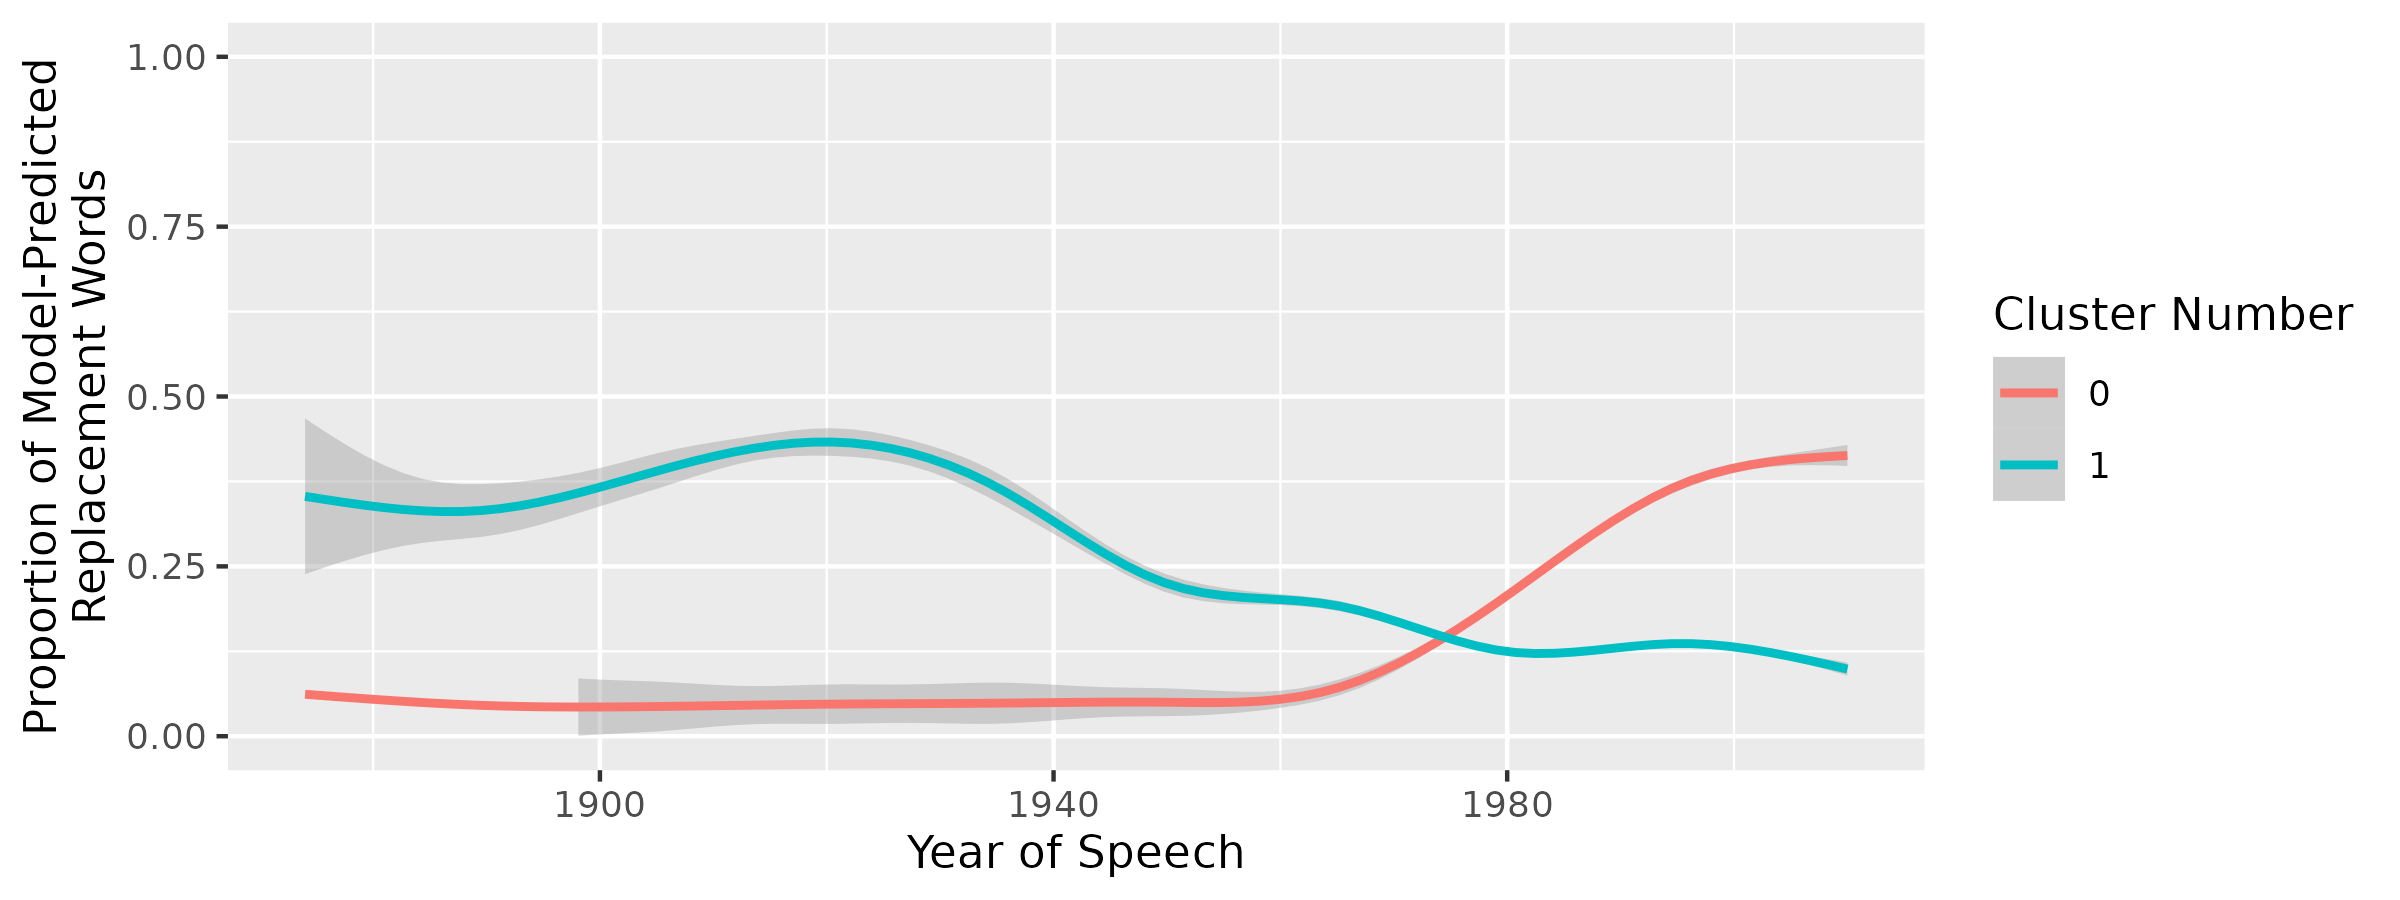 Proportion of Model-Predicted
Replacement Words
1.00
0.75
0.50
0.25
0.00
1900
1940
1980
Year of Speech
Cluster Number
0
1